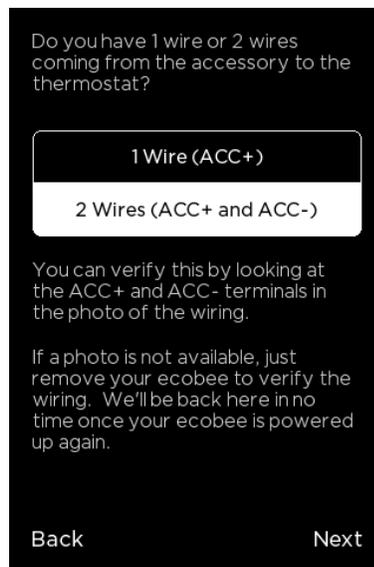 Do you have 1 wire or 2 wires
coming from the accessory to the
thermostat?
1 Wire (ACC+)
2 Wires (ACC+ and ACC-)
You can verify this by looking at
the ACC+ and ACC- terminals in
the photo of the wiring.
If a photo is not available, just
remove your ecobee to verify the
wiring.  We'll be back here in no
time once your ecobee is powered
up again.
Back
Next